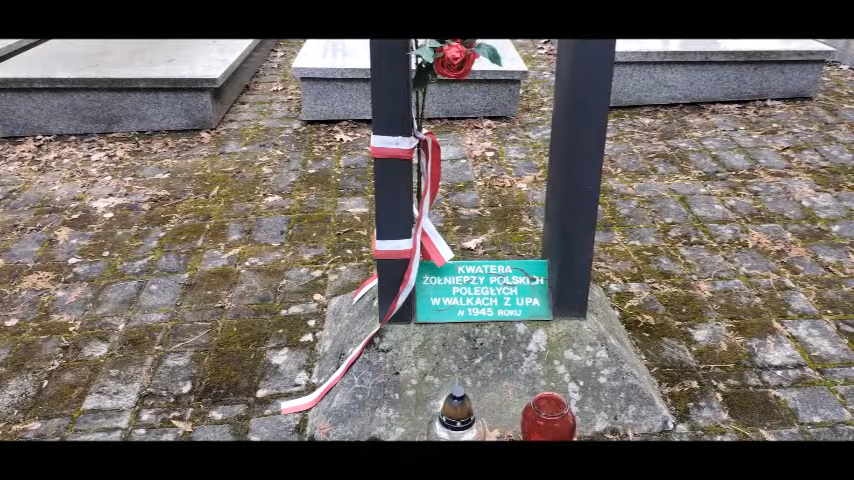 KWATERA
ŻOŁNIERZY POLSKICH
POLEGŁYCH
W WALKACH Z UPA
W 1945 ROKU